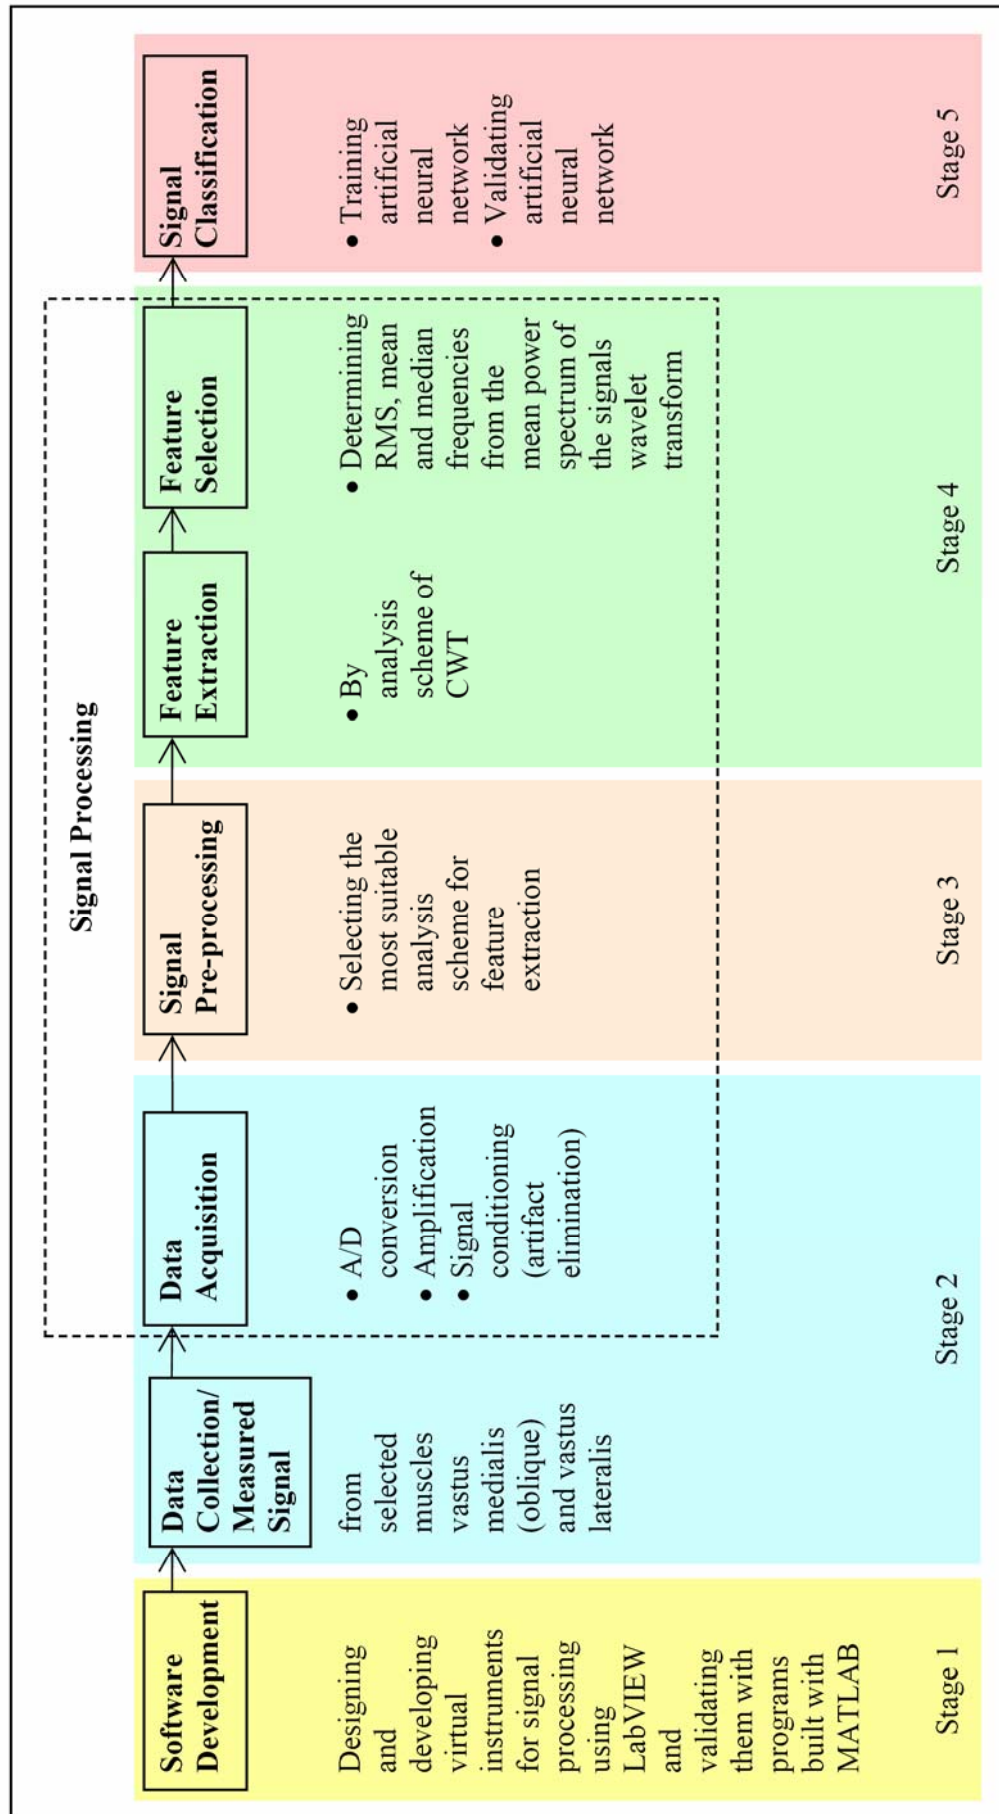 Signal Processing
Software
Development
Designing
and
developing
virtual
instruments
for signal
processing
using
LabVIEW
and
validating
them with
programs
built with
MATLAB
Stage 1
Data
Collection/
Measured
Signal
from
selected
muscles
vastus
medialis
(oblique)
and vastus
lateralis
Data
Acquisition
● A/D
conversion
● Amplification
● Signal
conditioning
(artifact
elimination)
Stage 2
Signal
Pre-processing
● Selecting the
most suitable
analysis
scheme for
feature
extraction
Stage 3
Feature
Extraction
● By
analysis
scheme of
CWT
Feature
Selection
● Determining
RMS, mean
and median
frequencies
from the
mean power
spectrum of
the signals
wavelet
transform
Stage 4
Signal
Classification
● Training
artificial
neural
network
● Validating
artificial
neural
network
Stage 5